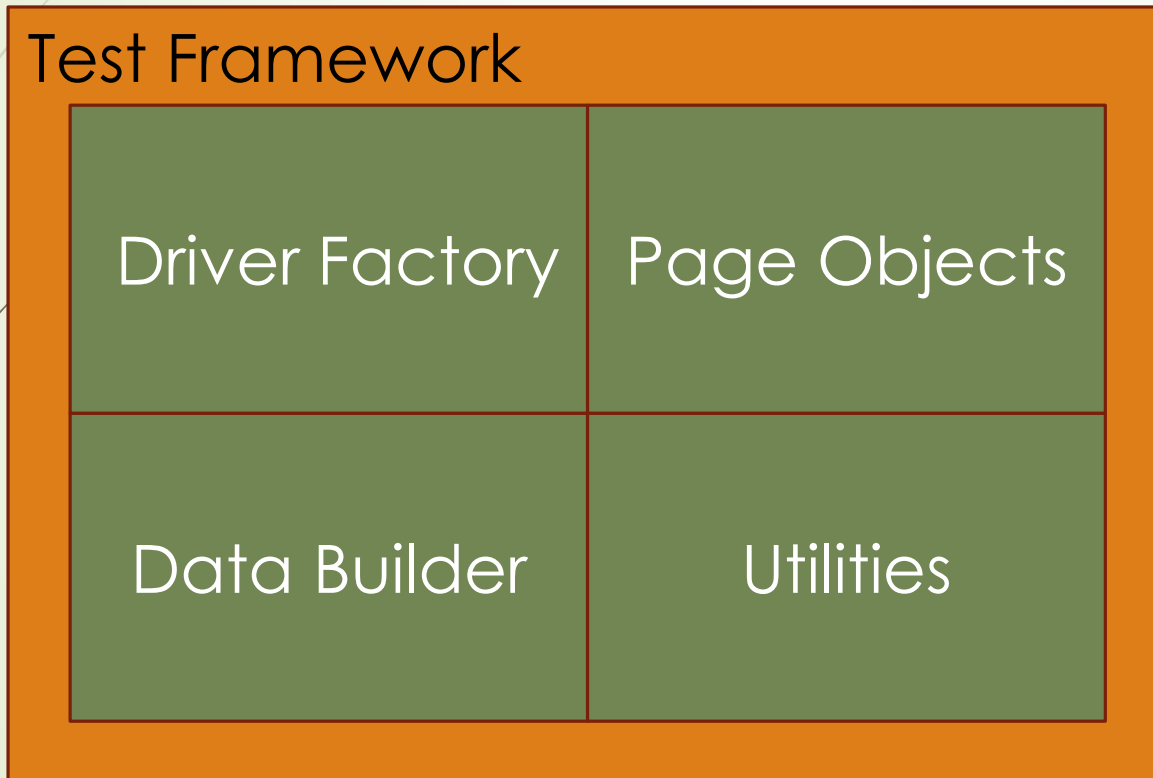 Test Framework
Driver Factory
Page Objects
Data Builder
Utilities